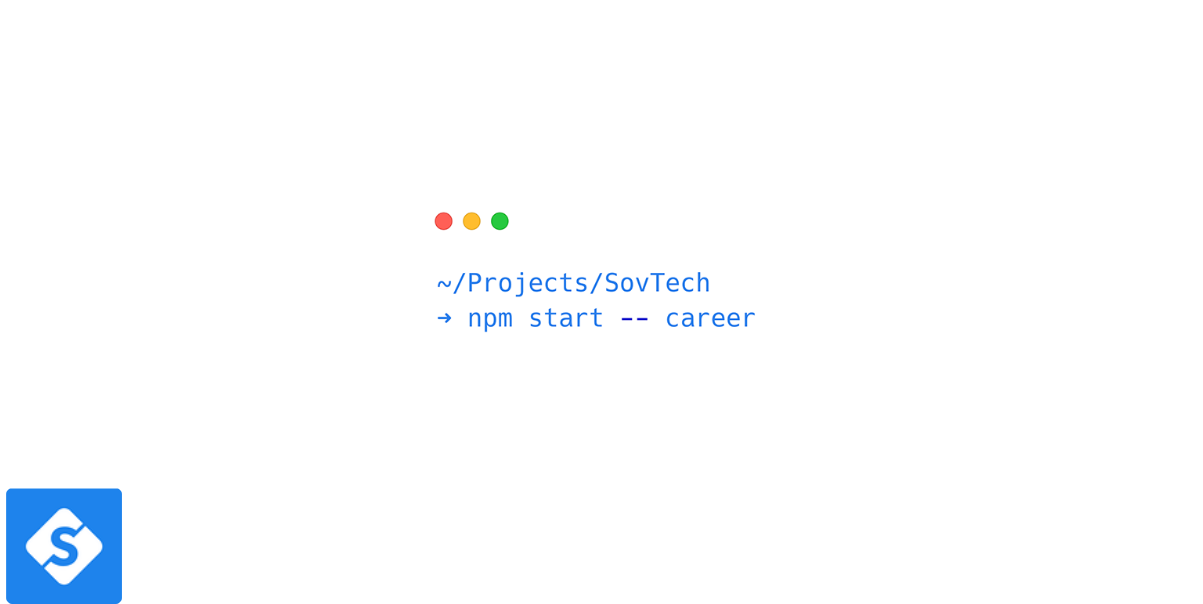 ~/Projects/SovTech
➜ npm start -- career
S